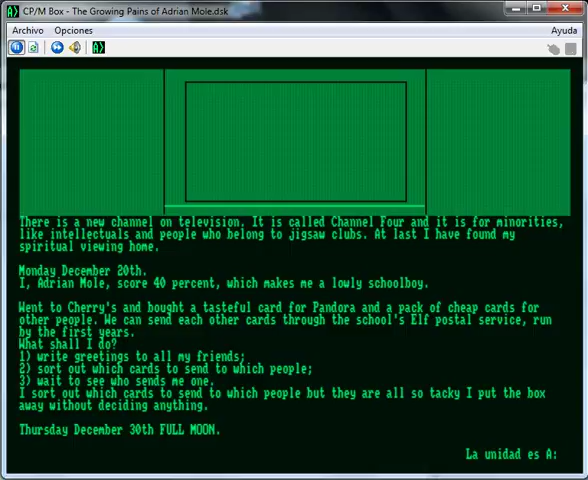 CP/M Box - The Growing Pains of Adrian Mole.dsk
Archivo Opciones Ayuda
A>
There is a new channel on television. It is called Channel Four and it is for minorities,
like intellectuals and people who belong to jigsaw clubs. At last I have found my
spiritual viewing home.
Monday December 20th.
I, Adrian Mole, score 40 percent, which makes me a lowly schoolboy.
Went to Cherry's and bought a tasteful card for Pandora and a pack of cheap cards for
other people. We can send each other cards through the school's Elf postal service, run
by the first years.
What shall I do?
1) write greetings to all my friends;
2) sort out which cards to send to which people;
3) wait to see who sends me one.
I sort out which cards to send to which people but they are all so tacky I put the box
away without deciding anything.
Thursday December 30th FULL MOON.
La unidad es A: